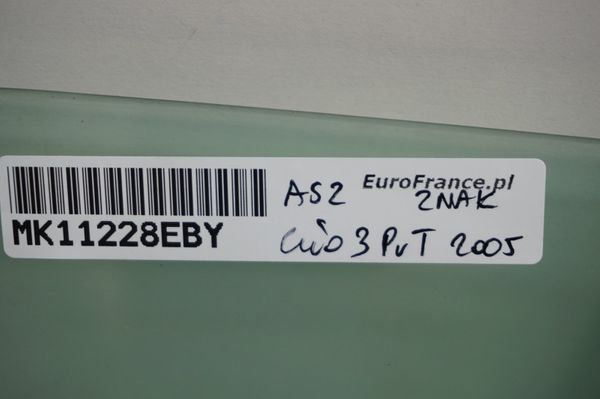 EuroFrance.pl
AS2 ZNAK
MK11228EBY
Clio 3 PvT 2005